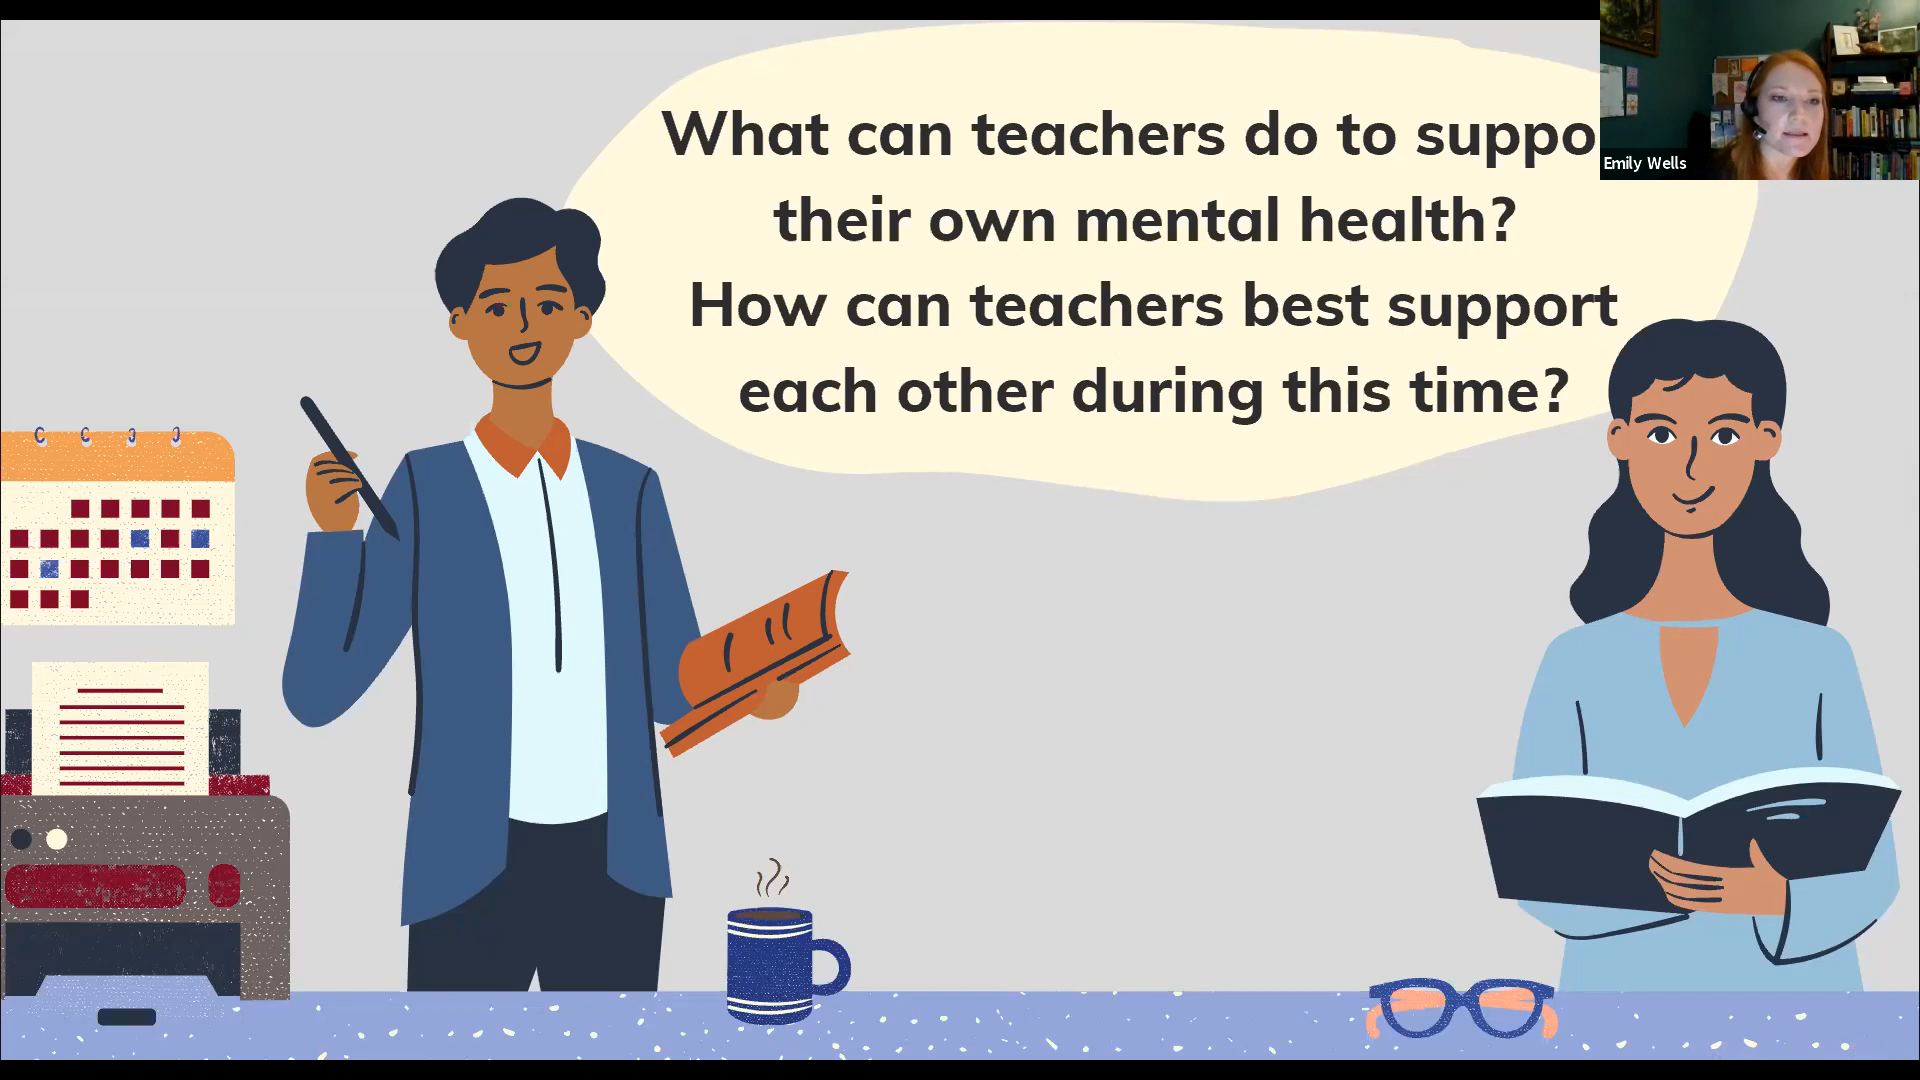 What can teachers do to suppo
their own mental health?
How can teachers best support
each other during this time?
Emily Wells